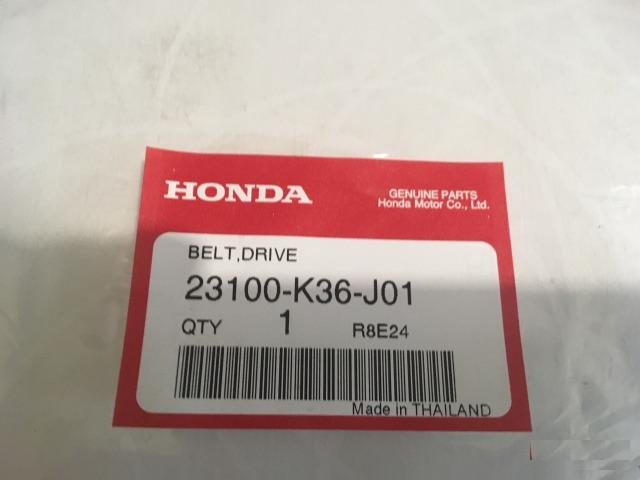 HONDA
GENUINE PARTS
Honda Motor Co., Ltd.
BELT,DRIVE
23100-K36-J01
QTY 1 R8E24
Made in THAILAND